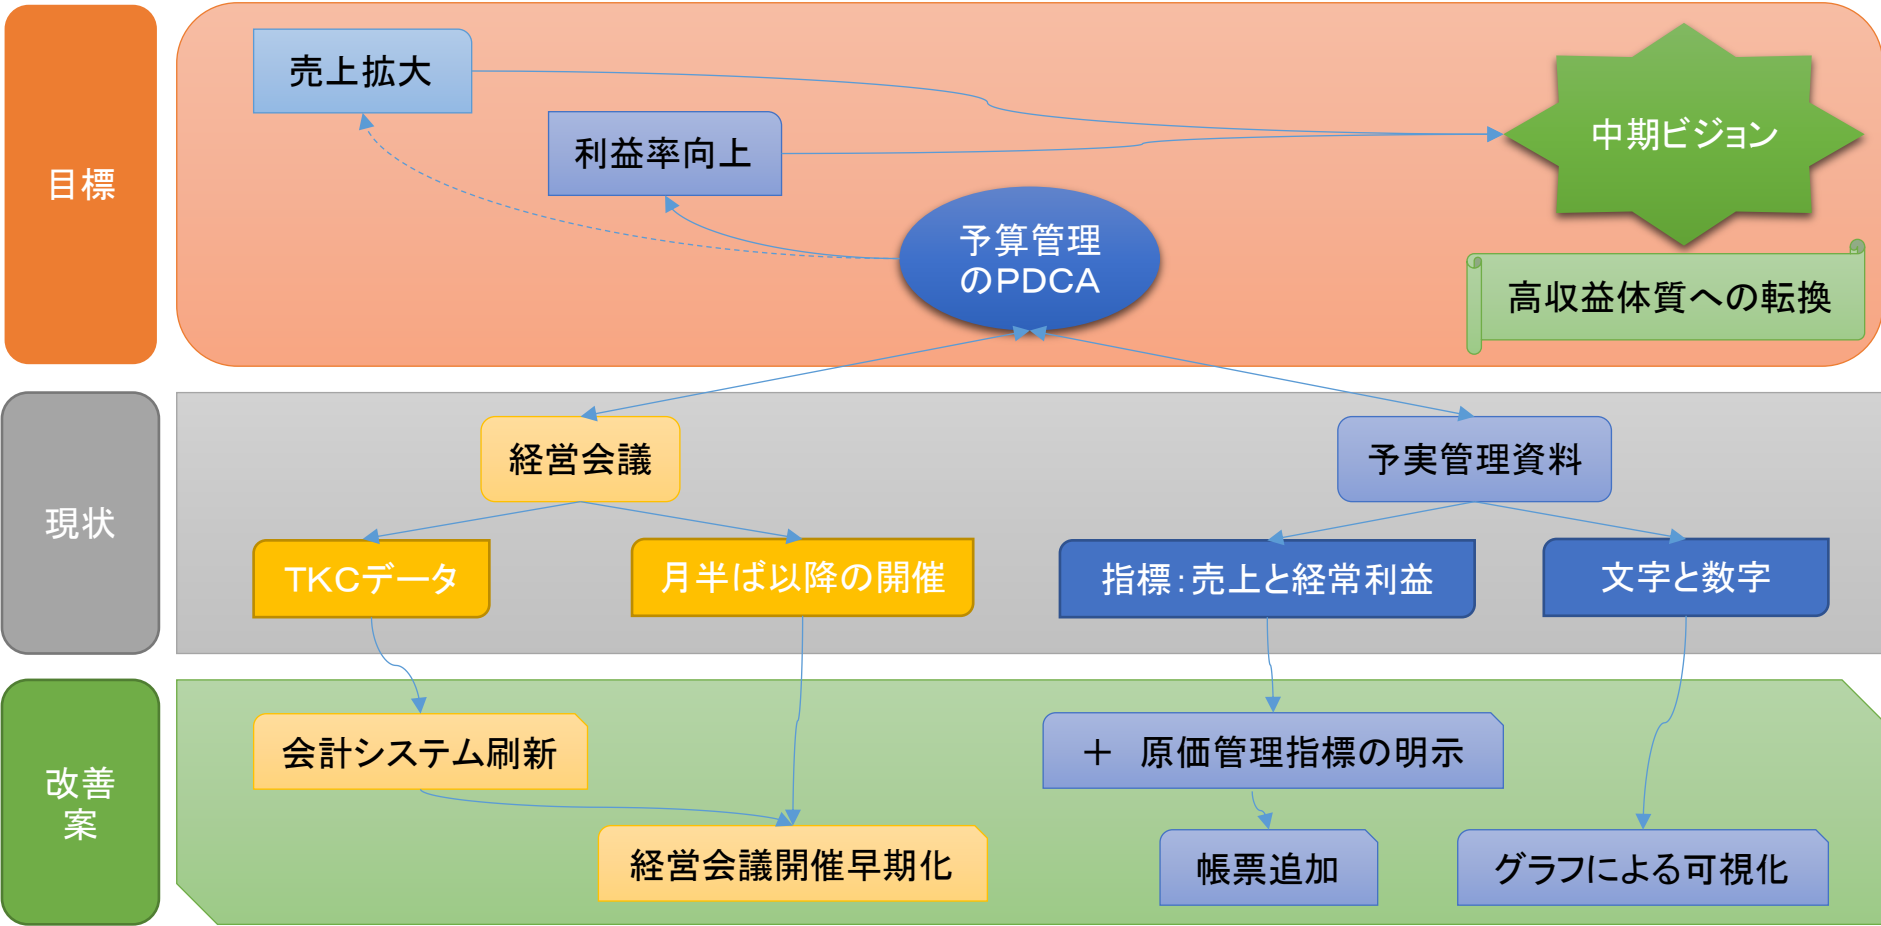 目標
売上拡大
利益率向上
中期ビジョン
予算管理
のPDCA
高収益体質への転換
現状
経営会議
予実管理資料
TKCデータ
月半ば以降の開催
指標：売上と経常利益
文字と数字
改善
案
会計システム刷新
＋　原価管理指標の明示
経営会議開催早期化
帳票追加
グラフによる可視化